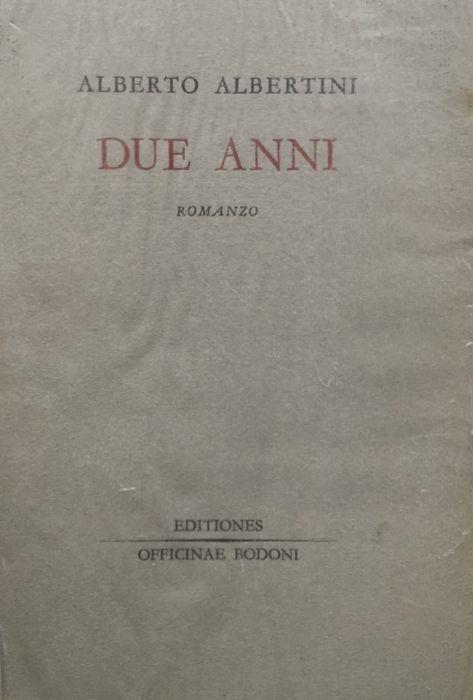 ALBERTO ALBERTINI
DUE ANNI
ROMANZO
EDITIONES
OFFICINAE BODONI